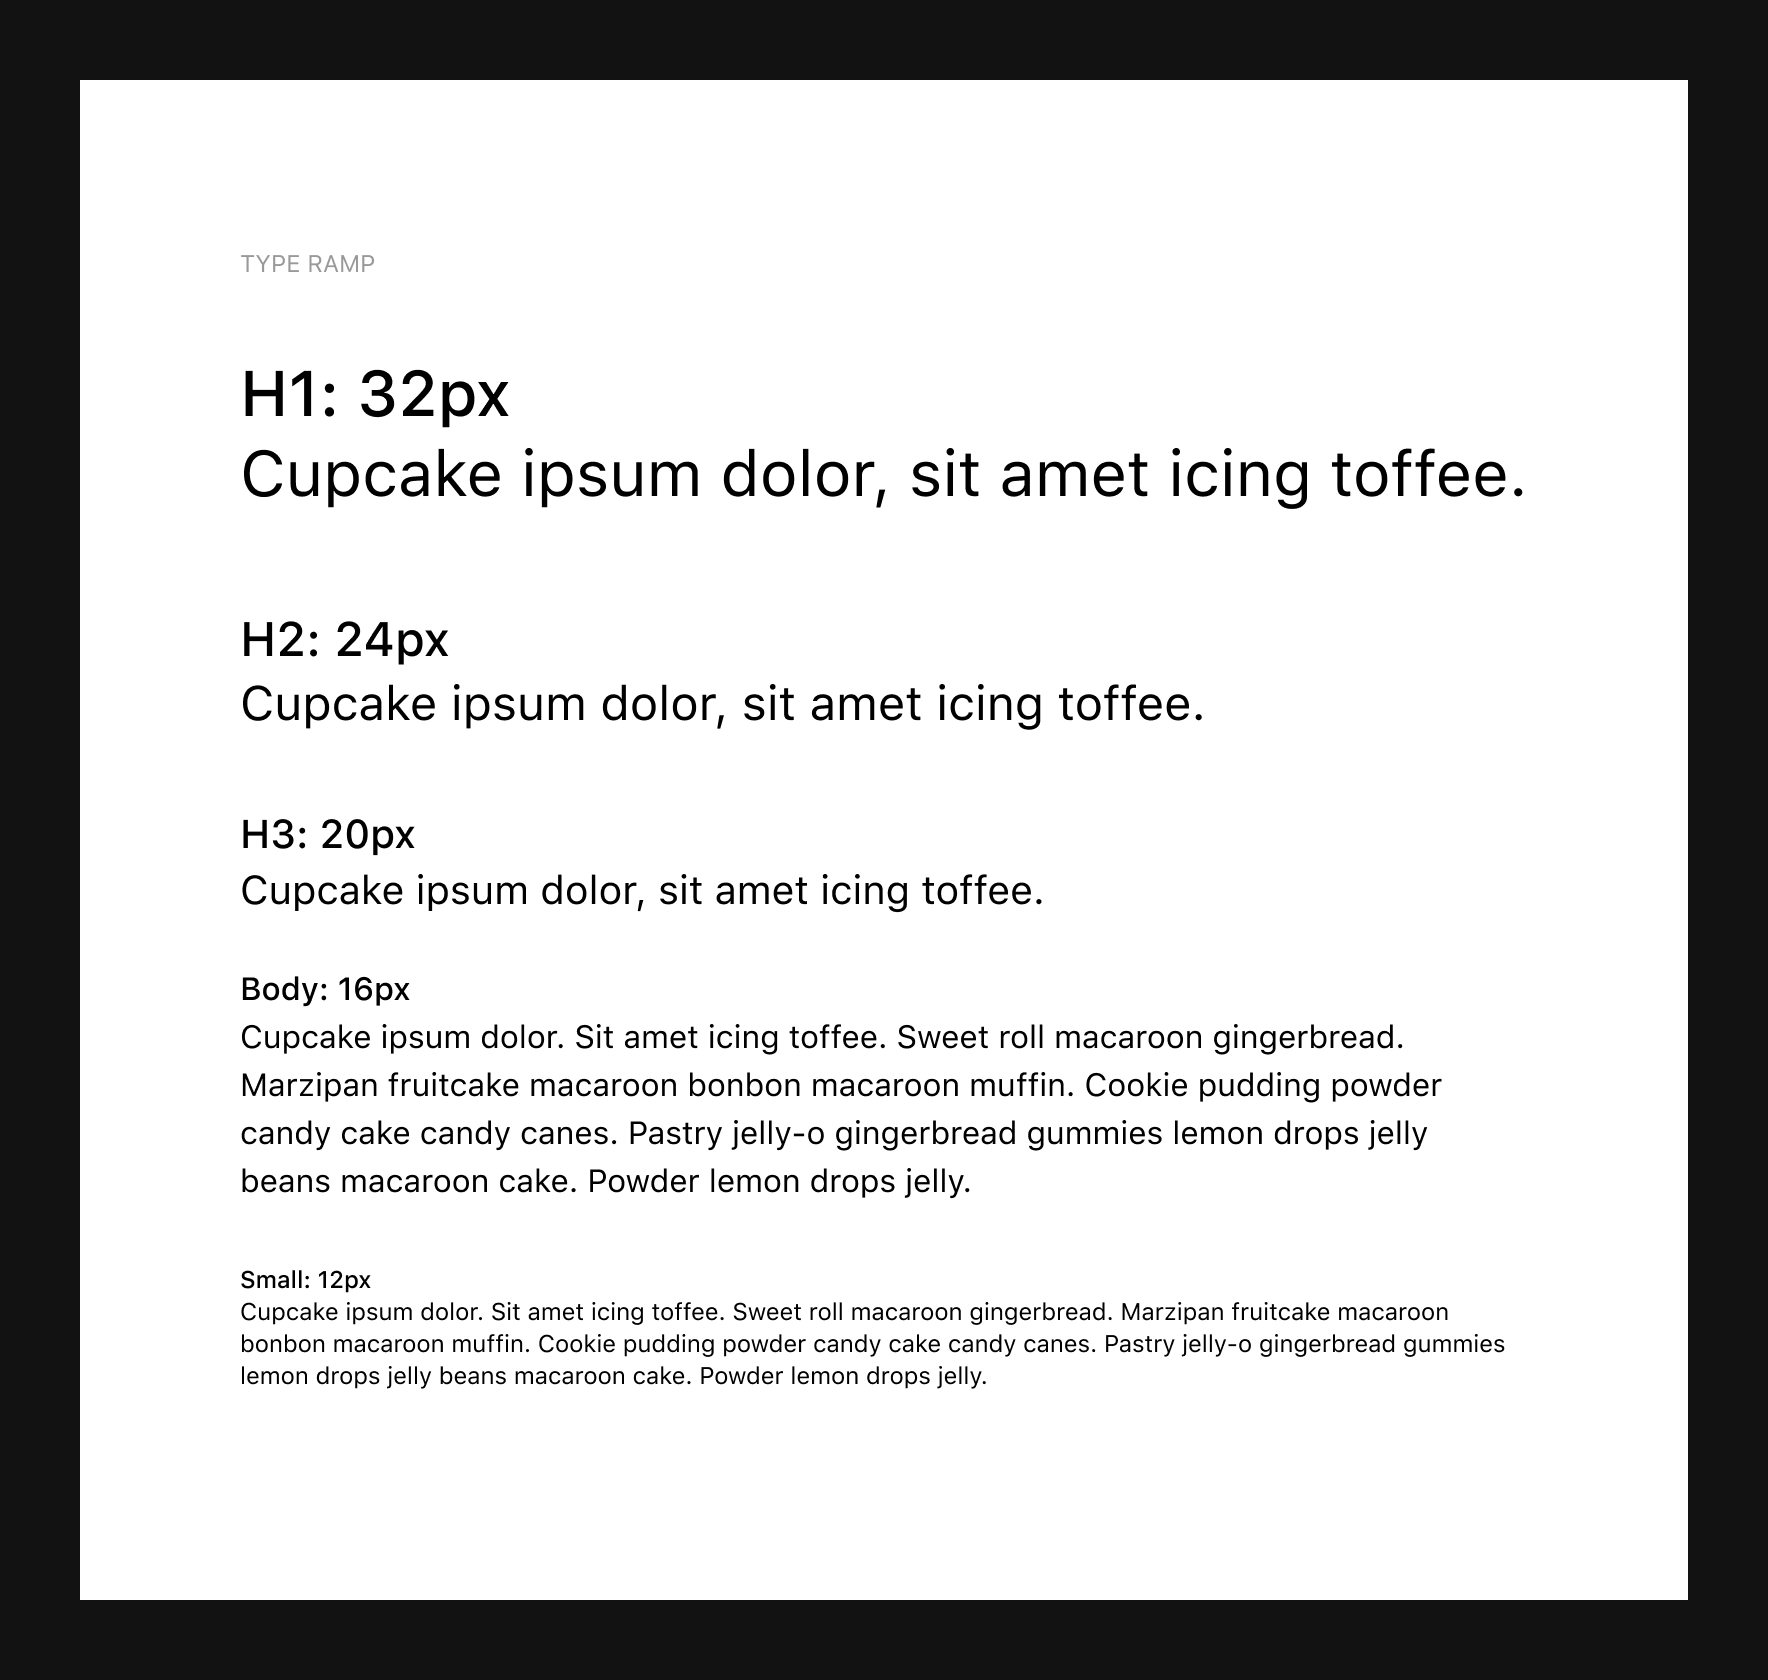 TYPE RAMP
H1: 32px
Cupcake ipsum dolor, sit amet icing toffee.
H2: 24px
Cupcake ipsum dolor, sit amet icing toffee.
H3: 20px
Cupcake ipsum dolor, sit amet icing toffee.
Body: 16px
Cupcake ipsum dolor. Sit amet icing toffee. Sweet roll macaroon gingerbread.
Marzipan fruitcake macaroon bonbon macaroon muffin. Cookie pudding powder
candy cake candy canes. Pastry jelly-o gingerbread gummies lemon drops jelly
beans macaroon cake. Powder lemon drops jelly.
Small: 12px
Cupcake ipsum dolor. Sit amet icing toffee. Sweet roll macaroon gingerbread. Marzipan fruitcake macaroon
bonbon macaroon muffin. Cookie pudding powder candy cake candy canes. Pastry jelly-o gingerbread gummies
lemon drops jelly beans macaroon cake. Powder lemon drops jelly.